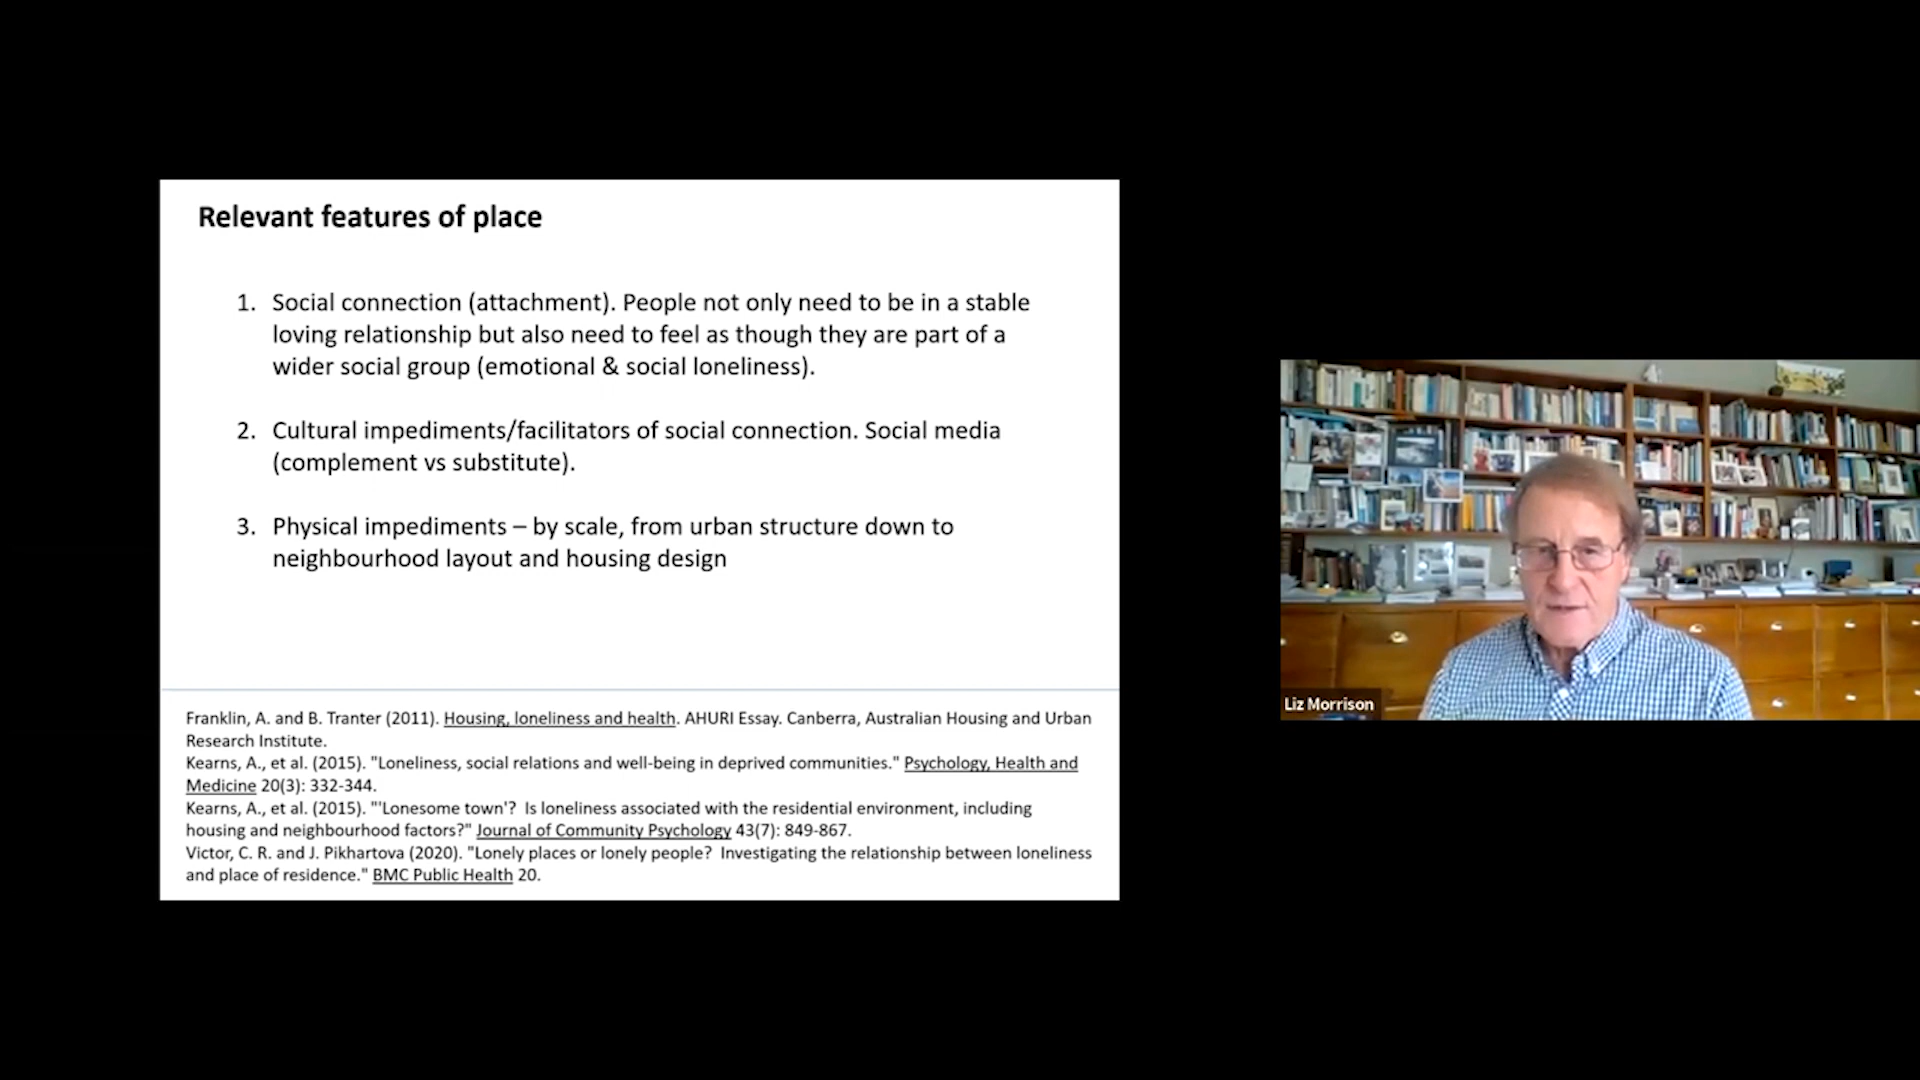 Relevant features of place
1. Social connection (attachment). People not only need to be in a stable
loving relationship but also need to feel as though they are part of a
wider social group (emotional & social loneliness).
2. Cultural impediments/facilitators of social connection. Social media
(complement vs substitute).
3. Physical impediments – by scale, from urban structure down to
neighbourhood layout and housing design
Franklin, A. and B. Tranter (2011). Housing, loneliness and health. AHURI Essay. Canberra, Australian Housing and Urban
Research Institute.
Kearns, A., et al. (2015). "Loneliness, social relations and well-being in deprived communities." Psychology, Health and
Medicine 20(3): 332-344.
Kearns, A., et al. (2015). "'Lonesome town'? Is loneliness associated with the residential environment, including
housing and neighbourhood factors?" Journal of Community Psychology 43(7): 849-867.
Victor, C. R. and J. Pikhartova (2020). "Lonely places or lonely people? Investigating the relationship between loneliness
and place of residence." BMC Public Health 20.
Liz Morrison